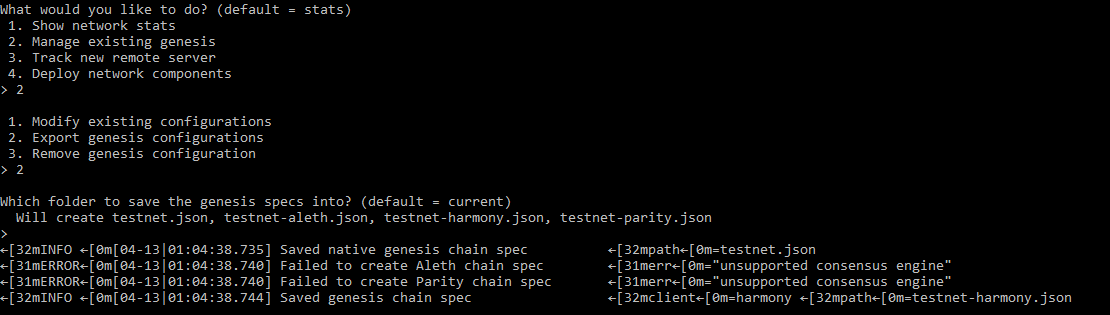 What would you like to do? (default = stats)
 1. Show network stats
 2. Manage existing genesis
 3. Track new remote server
 4. Deploy network components
> 2

 1. Modify existing configurations
 2. Export genesis configurations
 3. Remove genesis configuration
> 2

Which folder to save the genesis specs into? (default = current)
  Will create testnet.json, testnet-aleth.json, testnet-harmony.json, testnet-parity.json
>
←[32mINFO ←[0m[04-13|01:04:38.735] Saved native genesis chain spec          ←[32mpath←[0m=testnet.json
←[31mERROR←[0m[04-13|01:04:38.740] Failed to create Aleth chain spec        ←[31merr←[0m="unsupported consensus engine"
←[31mERROR←[0m[04-13|01:04:38.740] Failed to create Parity chain spec       ←[31merr←[0m="unsupported consensus engine"
←[32mINFO ←[0m[04-13|01:04:38.744] Saved genesis chain spec                 ←[32mclient←[0m=harmony ←[32mpath←[0m=testnet-harmony.json